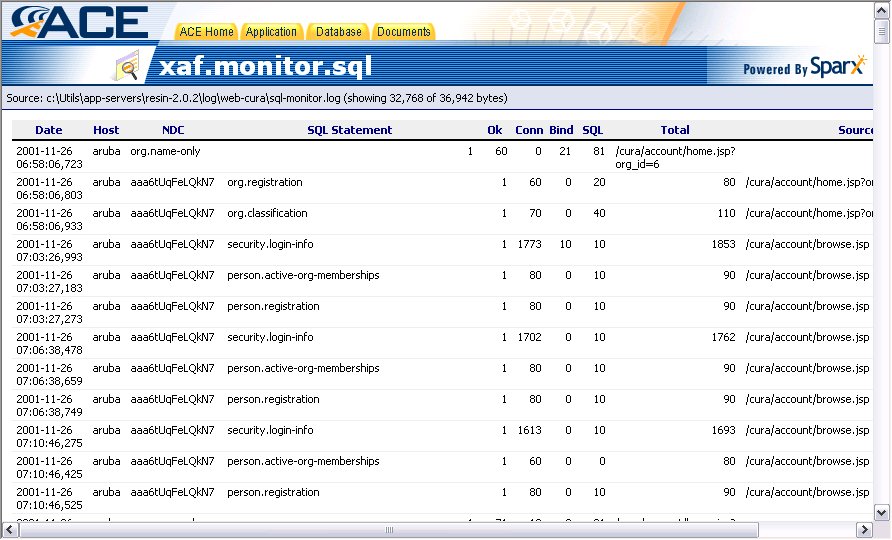 ACE
ACE Home Application Database Documents
xaf.monitor.sql
Powered By Sparx
Source: c:\Utils\app-servers\resin-2.0.2\log\web-cura\sql-monitor.log (showing 32,768 of 36,942 bytes)
Date Host NDC SQL Statement Ok Conn Bind SQL Total Source
2001-11-26 aruba org.name-only 1 60 0 21 81 /cura/account/home.jsp?
06:58:06,723 org_id=6
2001-11-26 aruba aaa6tUqFeLQkN7 org.registration 1 60 0 20 80 /cura/account/home.jsp?or
06:58:06,803
2001-11-26 aruba aaa6tUqFeLQkN7 org.classification 1 70 0 40 110 /cura/account/home.jsp?or
06:58:06,933
2001-11-26 aruba aaa6tUqFeLQkN7 security.login-info 1 1773 10 10 1853 /cura/account/browse.jsp
07:03:26,993
2001-11-26 aruba aaa6tUqFeLQkN7 person.active-org-memberships 1 80 0 10 90 /cura/account/browse.jsp
07:03:27,183
2001-11-26 aruba aaa6tUqFeLQkN7 person.registration 1 80 0 10 90 /cura/account/browse.jsp
07:03:27,273
2001-11-26 aruba aaa6tUqFeLQkN7 security.login-info 1 1702 0 10 1762 /cura/account/browse.jsp
07:06:38,478
2001-11-26 aruba aaa6tUqFeLQkN7 person.active-org-memberships 1 80 0 10 90 /cura/account/browse.jsp
07:06:38,659
2001-11-26 aruba aaa6tUqFeLQkN7 person.registration 1 80 0 10 90 /cura/account/browse.jsp
07:06:38,749
2001-11-26 aruba aaa6tUqFeLQkN7 security.login-info 1 1613 0 10 1693 /cura/account/browse.jsp
07:10:46,275
2001-11-26 aruba aaa6tUqFeLQkN7 person.active-org-memberships 1 60 0 0 80 /cura/account/browse.jsp
07:10:46,425
2001-11-26 aruba aaa6tUqFeLQkN7 person.registration 1 80 0 10 90 /cura/account/browse.jsp
07:10:46,525